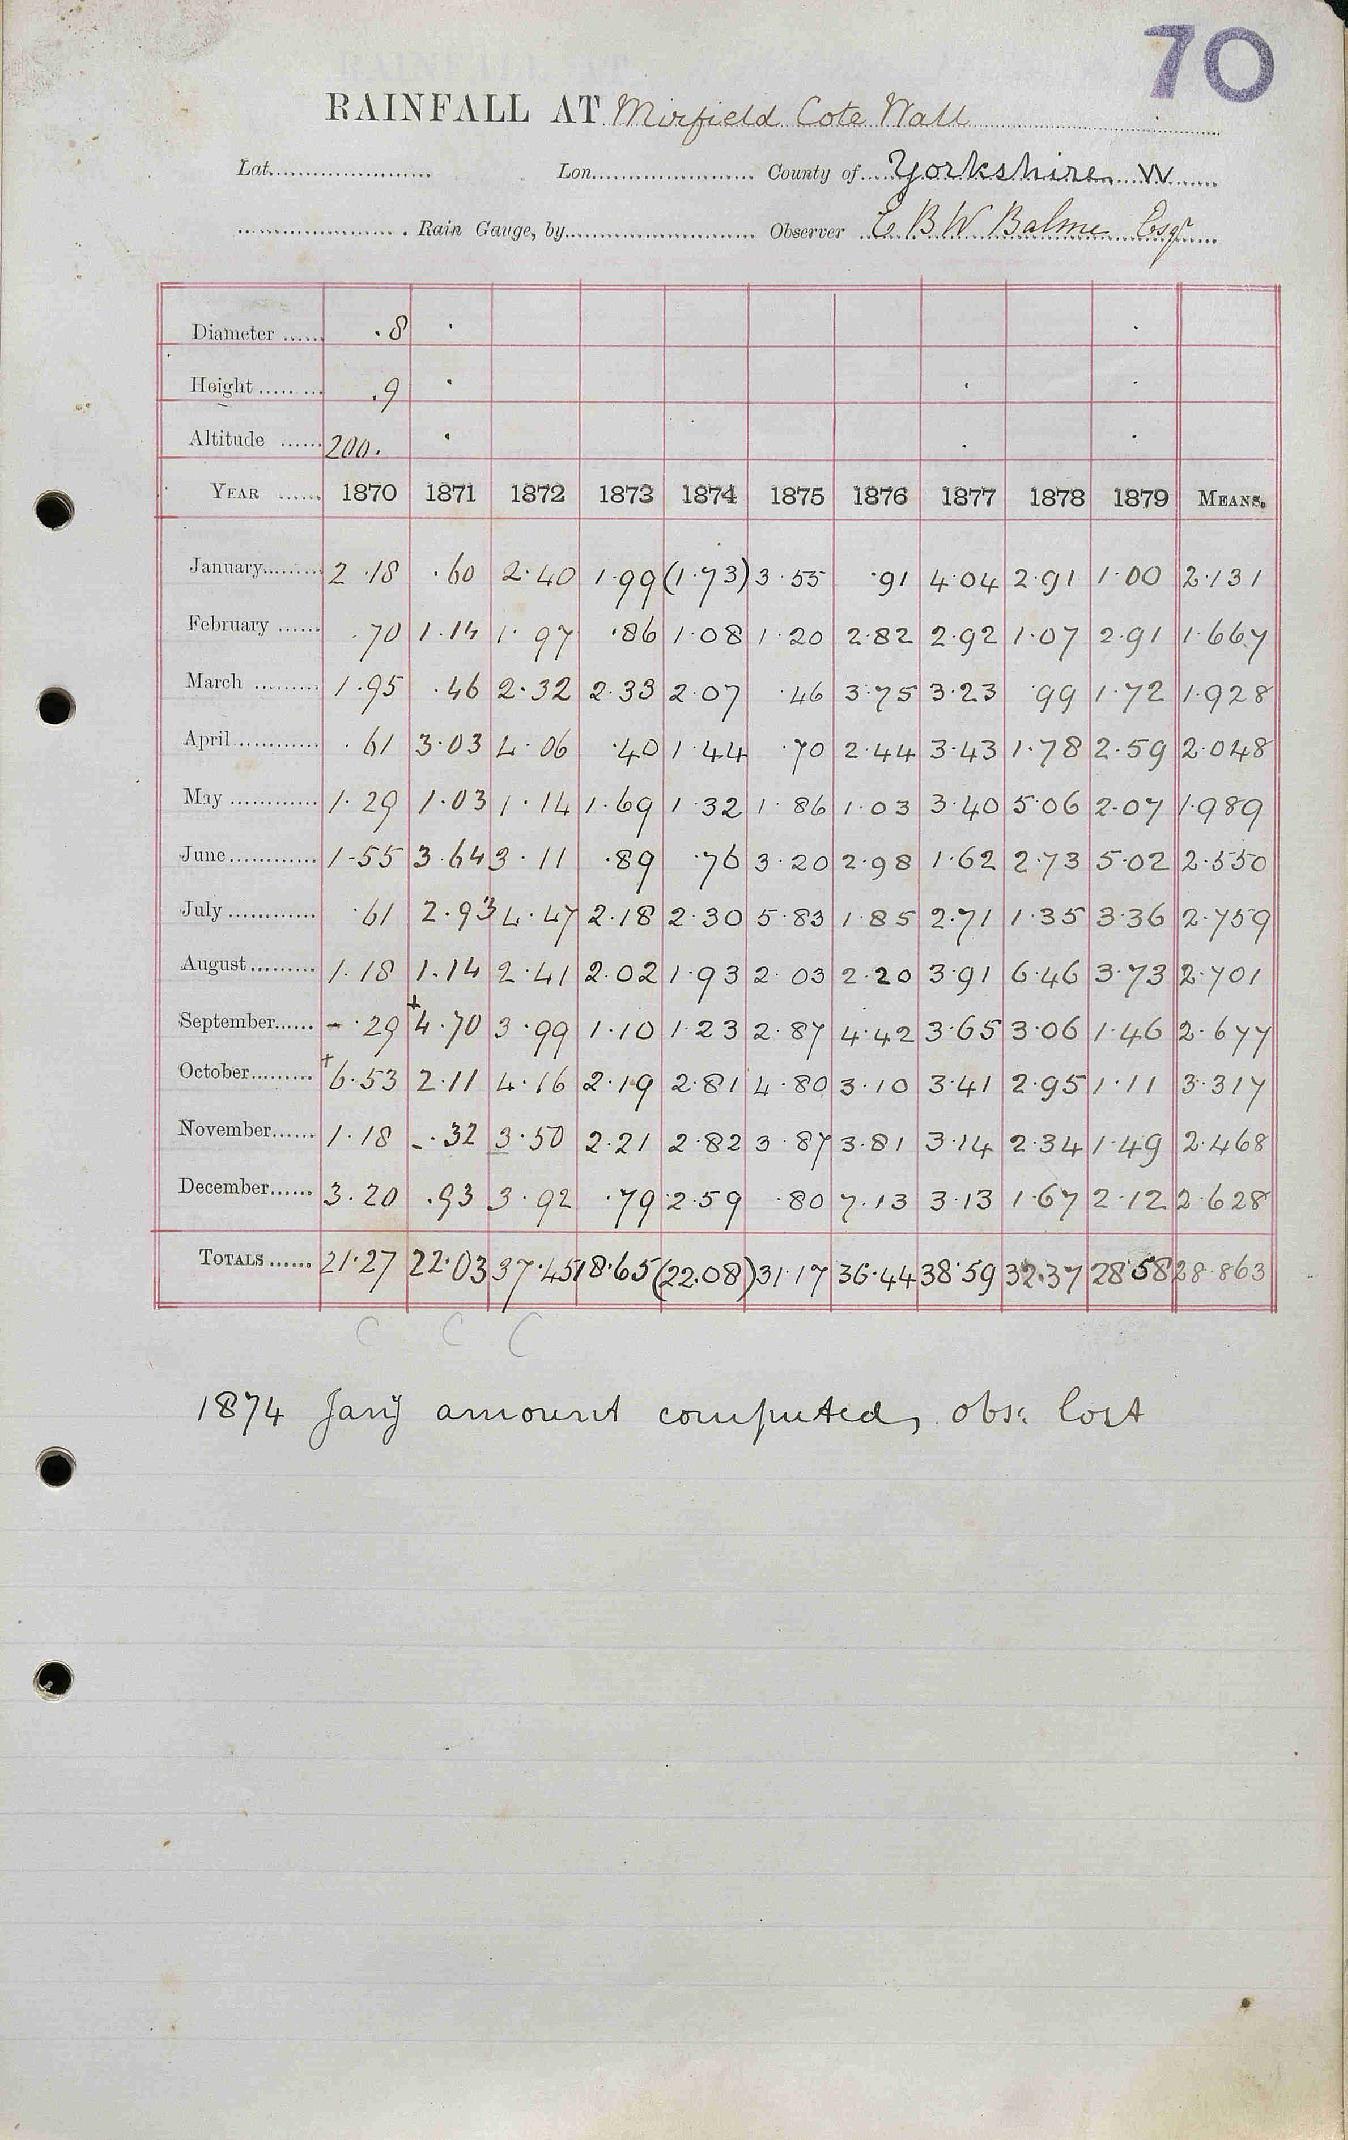 70
RAINFALL AT Mirfield Cote Wall
Lat. Lon. County of Yorkshire W
Rain Gauge, by Observer E B W Balme Esqr
Diameter ...... .8
Height ........ .9
Altitude ...... 200.
YEAR ...... 1870 1871 1872 1873 1874 1875 1876 1877 1878 1879 MEANS.
January 2.18 .60 2.40 1.99 (1.73) 3.55 .91 4.04 2.91 1.00 2.131
February .70 1.14 1.97 .86 1.08 1.20 2.82 2.92 1.07 2.91 1.667
March 1.95 .46 2.32 2.33 2.07 .46 3.75 3.23 .99 1.72 1.928
April .61 3.03 4.06 .40 1.44 .70 2.44 3.43 1.78 2.59 2.048
May 1.29 1.03 1.14 1.69 1.32 1.86 1.03 3.40 5.06 2.07 1.989
June 1.55 3.64 3.11 .89 .76 3.20 2.98 1.62 2.73 5.02 2.550
July .61 2.93 4.47 2.18 2.30 5.83 1.85 2.71 1.35 3.36 2.759
August 1.18 1.14 2.41 2.02 1.93 2.03 2.20 3.91 6.46 3.73 2.701
September - .29 +4.70 3.99 1.10 1.23 2.87 4.42 3.65 3.06 1.46 2.677
October +6.53 2.11 4.16 2.19 2.81 4.80 3.10 3.41 2.95 1.11 3.317
November 1.18 - .32 3.50 2.21 2.82 3.87 3.81 3.14 2.34 1.49 2.468
December 3.20 .93 3.92 .79 2.59 .80 7.13 3.13 1.67 2.12 2.628
TOTALS 21.27 22.03 37.45 18.65 (22.08) 31.17 36.44 38.59 32.37 28.58 28.863
C C C
1874 Jany amount computed, obs: lost